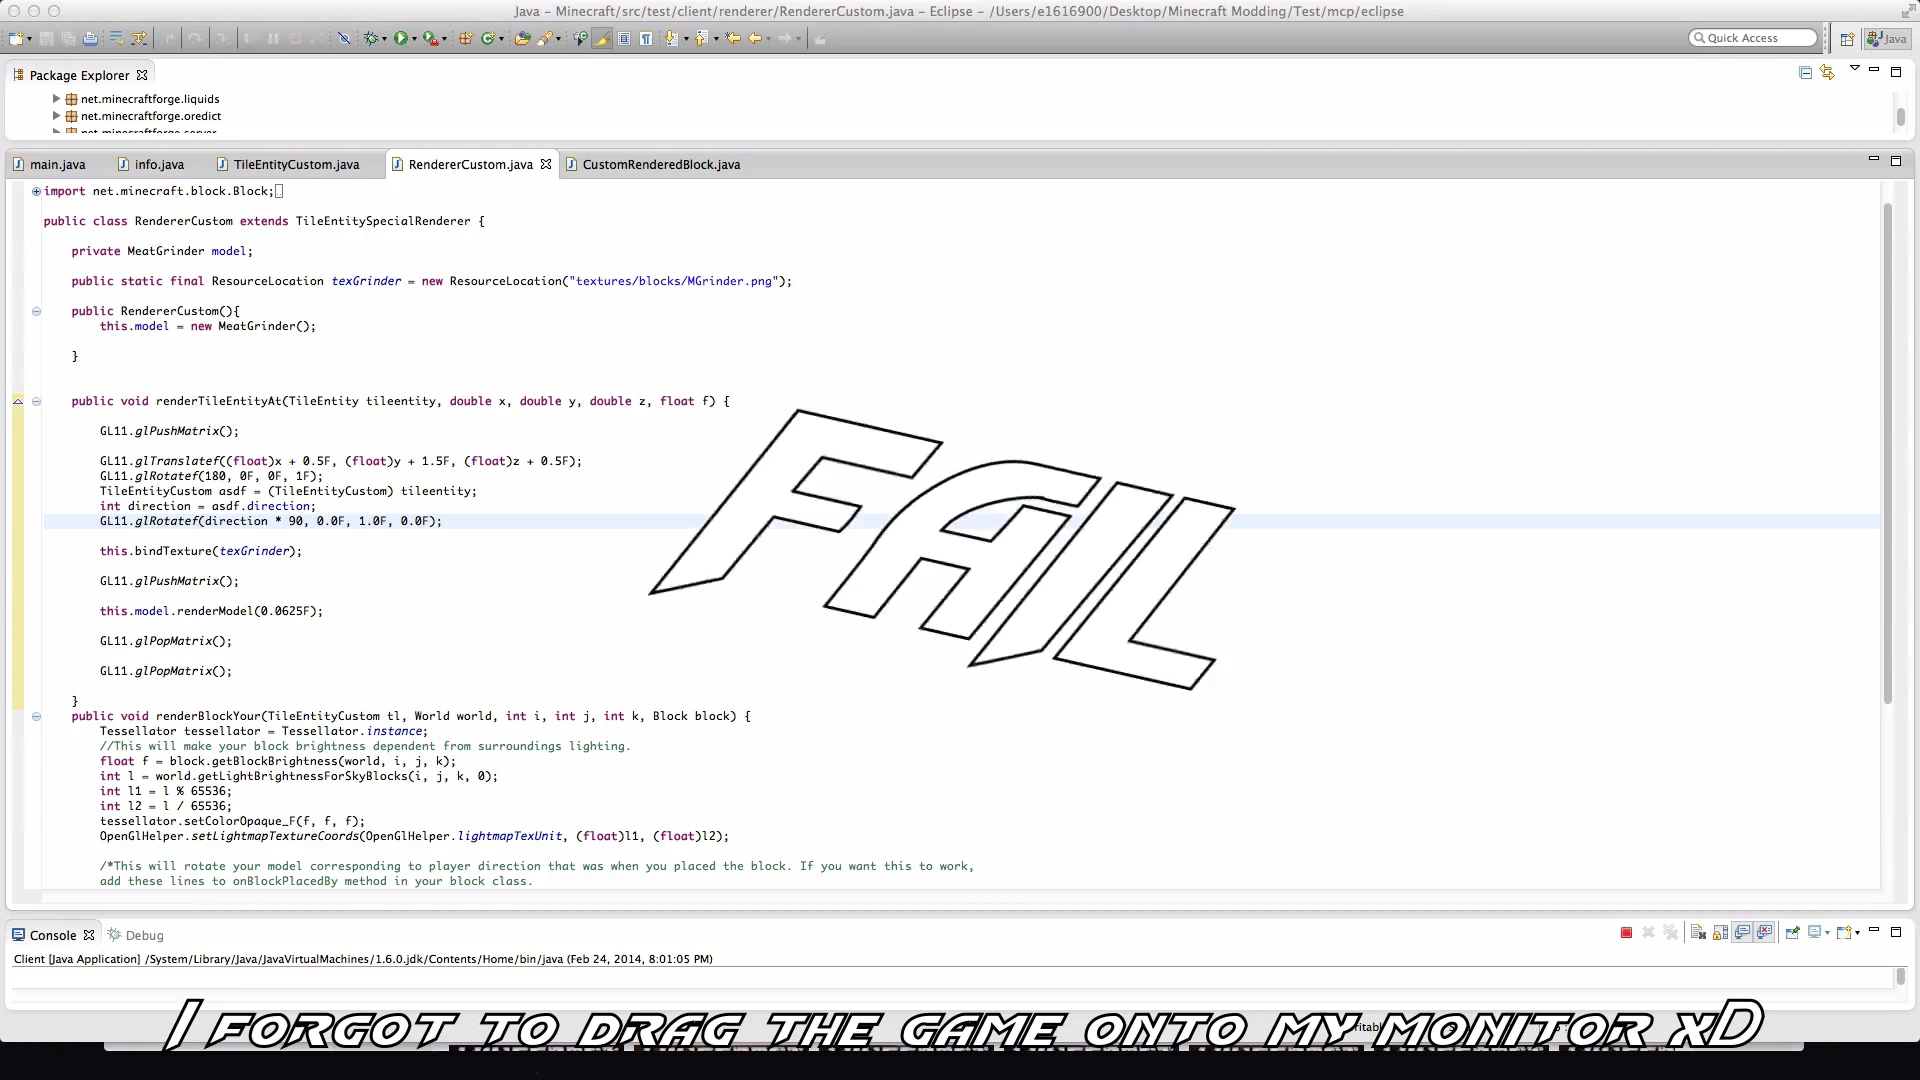 Java – Minecraft/src/test/client/renderer/RendererCustom.java – Eclipse – /Users/e1616900/Desktop/Minecraft Modding/Test/mcp/eclipse
Quick Access
Java
Package Explorer
net.minecraftforge.liquids
net.minecraftforge.oredict
net.minecraftforge.server
main.java
info.java
TileEntityCustom.java
RendererCustom.java
CustomRenderedBlock.java
import net.minecraft.block.Block;
public class RendererCustom extends TileEntitySpecialRenderer {
private MeatGrinder model;
public static final ResourceLocation texGrinder = new ResourceLocation("textures/blocks/MGrinder.png");
public RendererCustom(){
this.model = new MeatGrinder();
}
public void renderTileEntityAt(TileEntity tileentity, double x, double y, double z, float f) {
GL11.glPushMatrix();
GL11.glTranslatef((float)x + 0.5F, (float)y + 1.5F, (float)z + 0.5F);
GL11.glRotatef(180, 0F, 0F, 1F);
TileEntityCustom asdf = (TileEntityCustom) tileentity;
int direction = asdf.direction;
GL11.glRotatef(direction * 90, 0.0F, 1.0F, 0.0F);
this.bindTexture(texGrinder);
GL11.glPushMatrix();
this.model.renderModel(0.0625F);
GL11.glPopMatrix();
GL11.glPopMatrix();
}
FAIL
public void renderBlockYour(TileEntityCustom tl, World world, int i, int j, int k, Block block) {
Tessellator tessellator = Tessellator.instance;
//This will make your block brightness dependent from surroundings lighting.
float f = block.getBlockBrightness(world, i, j, k);
int l = world.getLightBrightnessForSkyBlocks(i, j, k, 0);
int l1 = l % 65536;
int l2 = l / 65536;
tessellator.setColorOpaque_F(f, f, f);
OpenGlHelper.setLightmapTextureCoords(OpenGlHelper.lightmapTexUnit, (float)l1, (float)l2);
/*This will rotate your model corresponding to player direction that was when you placed the block. If you want this to work,
add these lines to onBlockPlacedBy method in your block class.
Console
Debug
Client [Java Application] /System/Library/Java/JavaVirtualMachines/1.6.0.jdk/Contents/Home/bin/java (Feb 24, 2014, 8:01:05 PM)
I forgot to drag the game onto my monitor xD